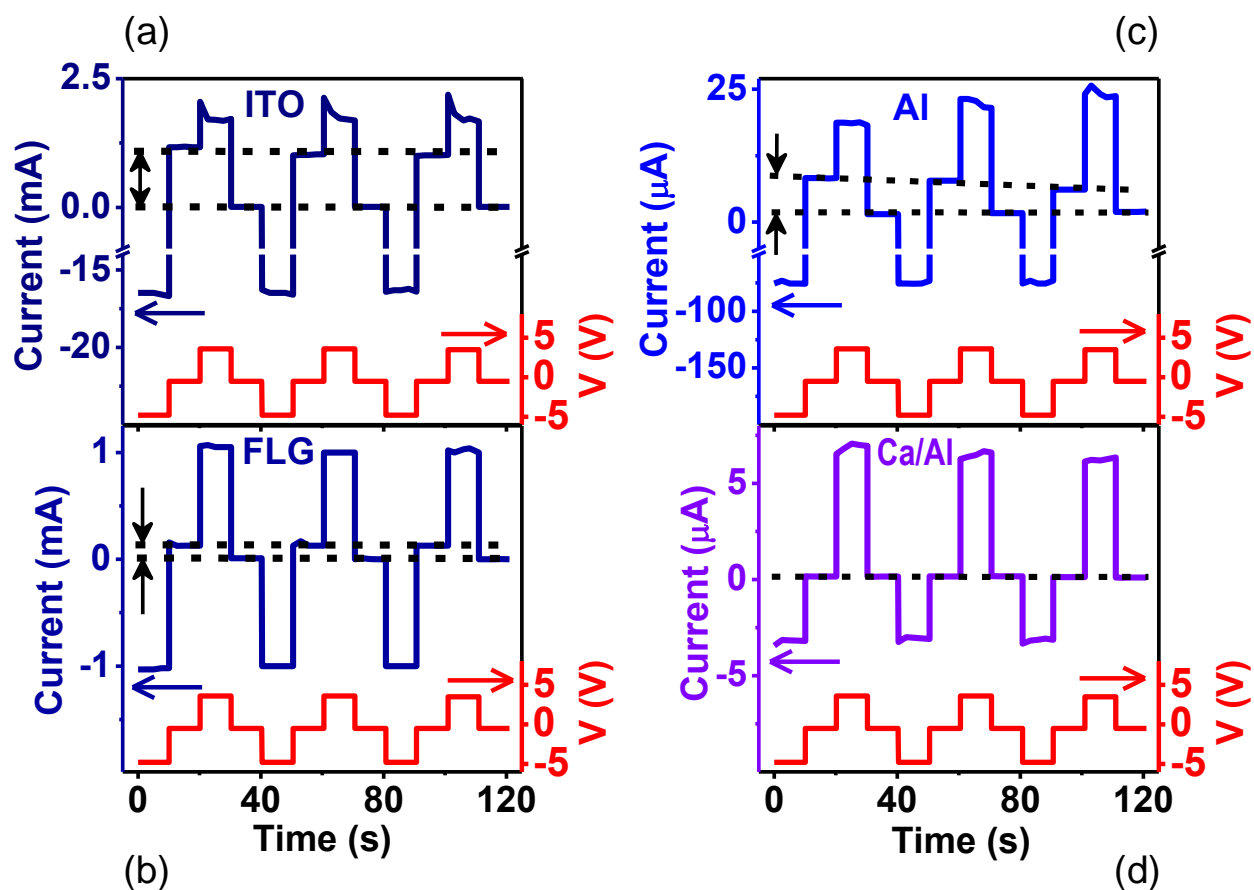 (a)
(c)
2.5
ITO
0.0
-15
-20
Current (mA)
5
0
-5
V (V)
25
Al
0
-100
-150
Current (μA)
5
0
-5
V (V)
1
FLG
0
-1
Current (mA)
5
0
-5
V (V)
0 40 80 120
Time (s)
5
Ca/Al
0
-5
Current (μA)
5
0
-5
V (V)
0 40 80 120
Time (s)
(b)
(d)